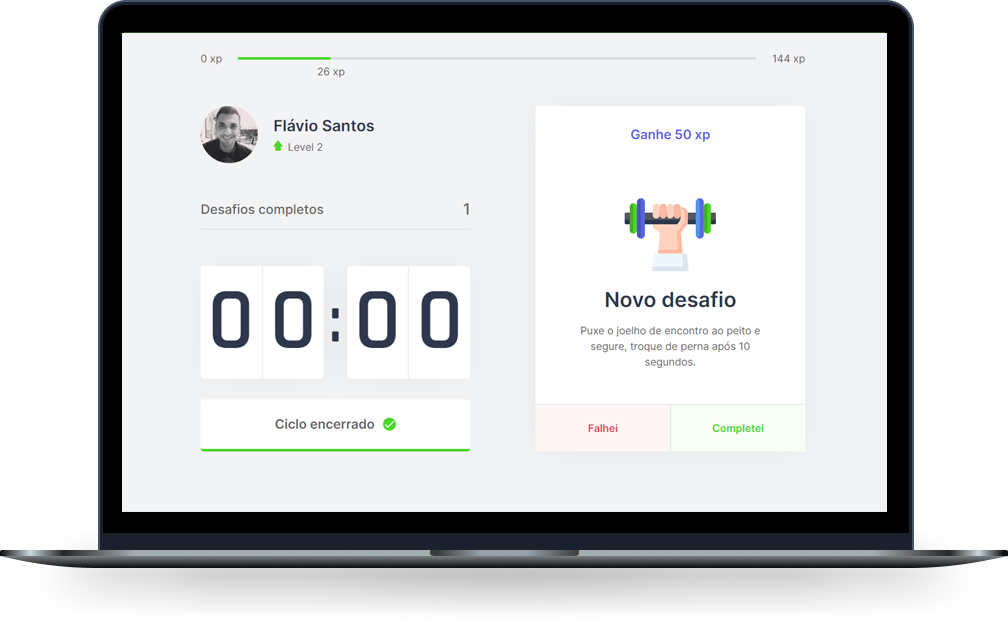 0 xp
26 xp
144 xp
Flávio Santos
Level 2
Desafios completos 1
00:00
Ciclo encerrado
Ganhe 50 xp
Novo desafio
Puxe o joelho de encontro ao peito e
segure, troque de perna após 10
segundos.
Falhei
Completei